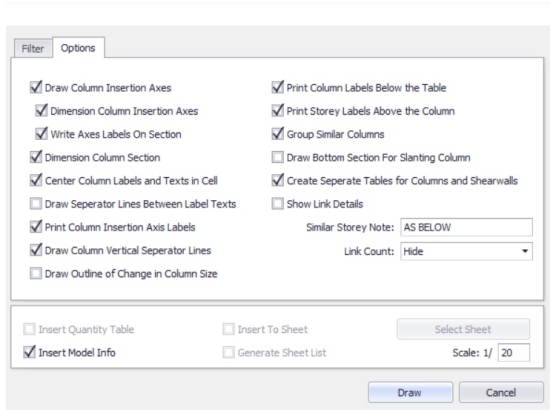 Filter Options
Draw Column Insertion Axes
Dimension Column Insertion Axes
Write Axes Labels On Section
Dimension Column Section
Center Column Labels and Texts in Cell
Draw Seperator Lines Between Label Texts
Print Column Insertion Axis Labels
Draw Column Vertical Seperator Lines
Draw Outline of Change in Column Size
Print Column Labels Below the Table
Print Storey Labels Above the Column
Group Similar Columns
Draw Bottom Section For Slanting Column
Create Seperate Tables for Columns and Shearwalls
Show Link Details
Similar Storey Note: AS BELOW
Link Count: Hide
Insert Quantity Table Insert To Sheet Select Sheet
Insert Model Info Generate Sheet List Scale: 1/ 20
Draw Cancel